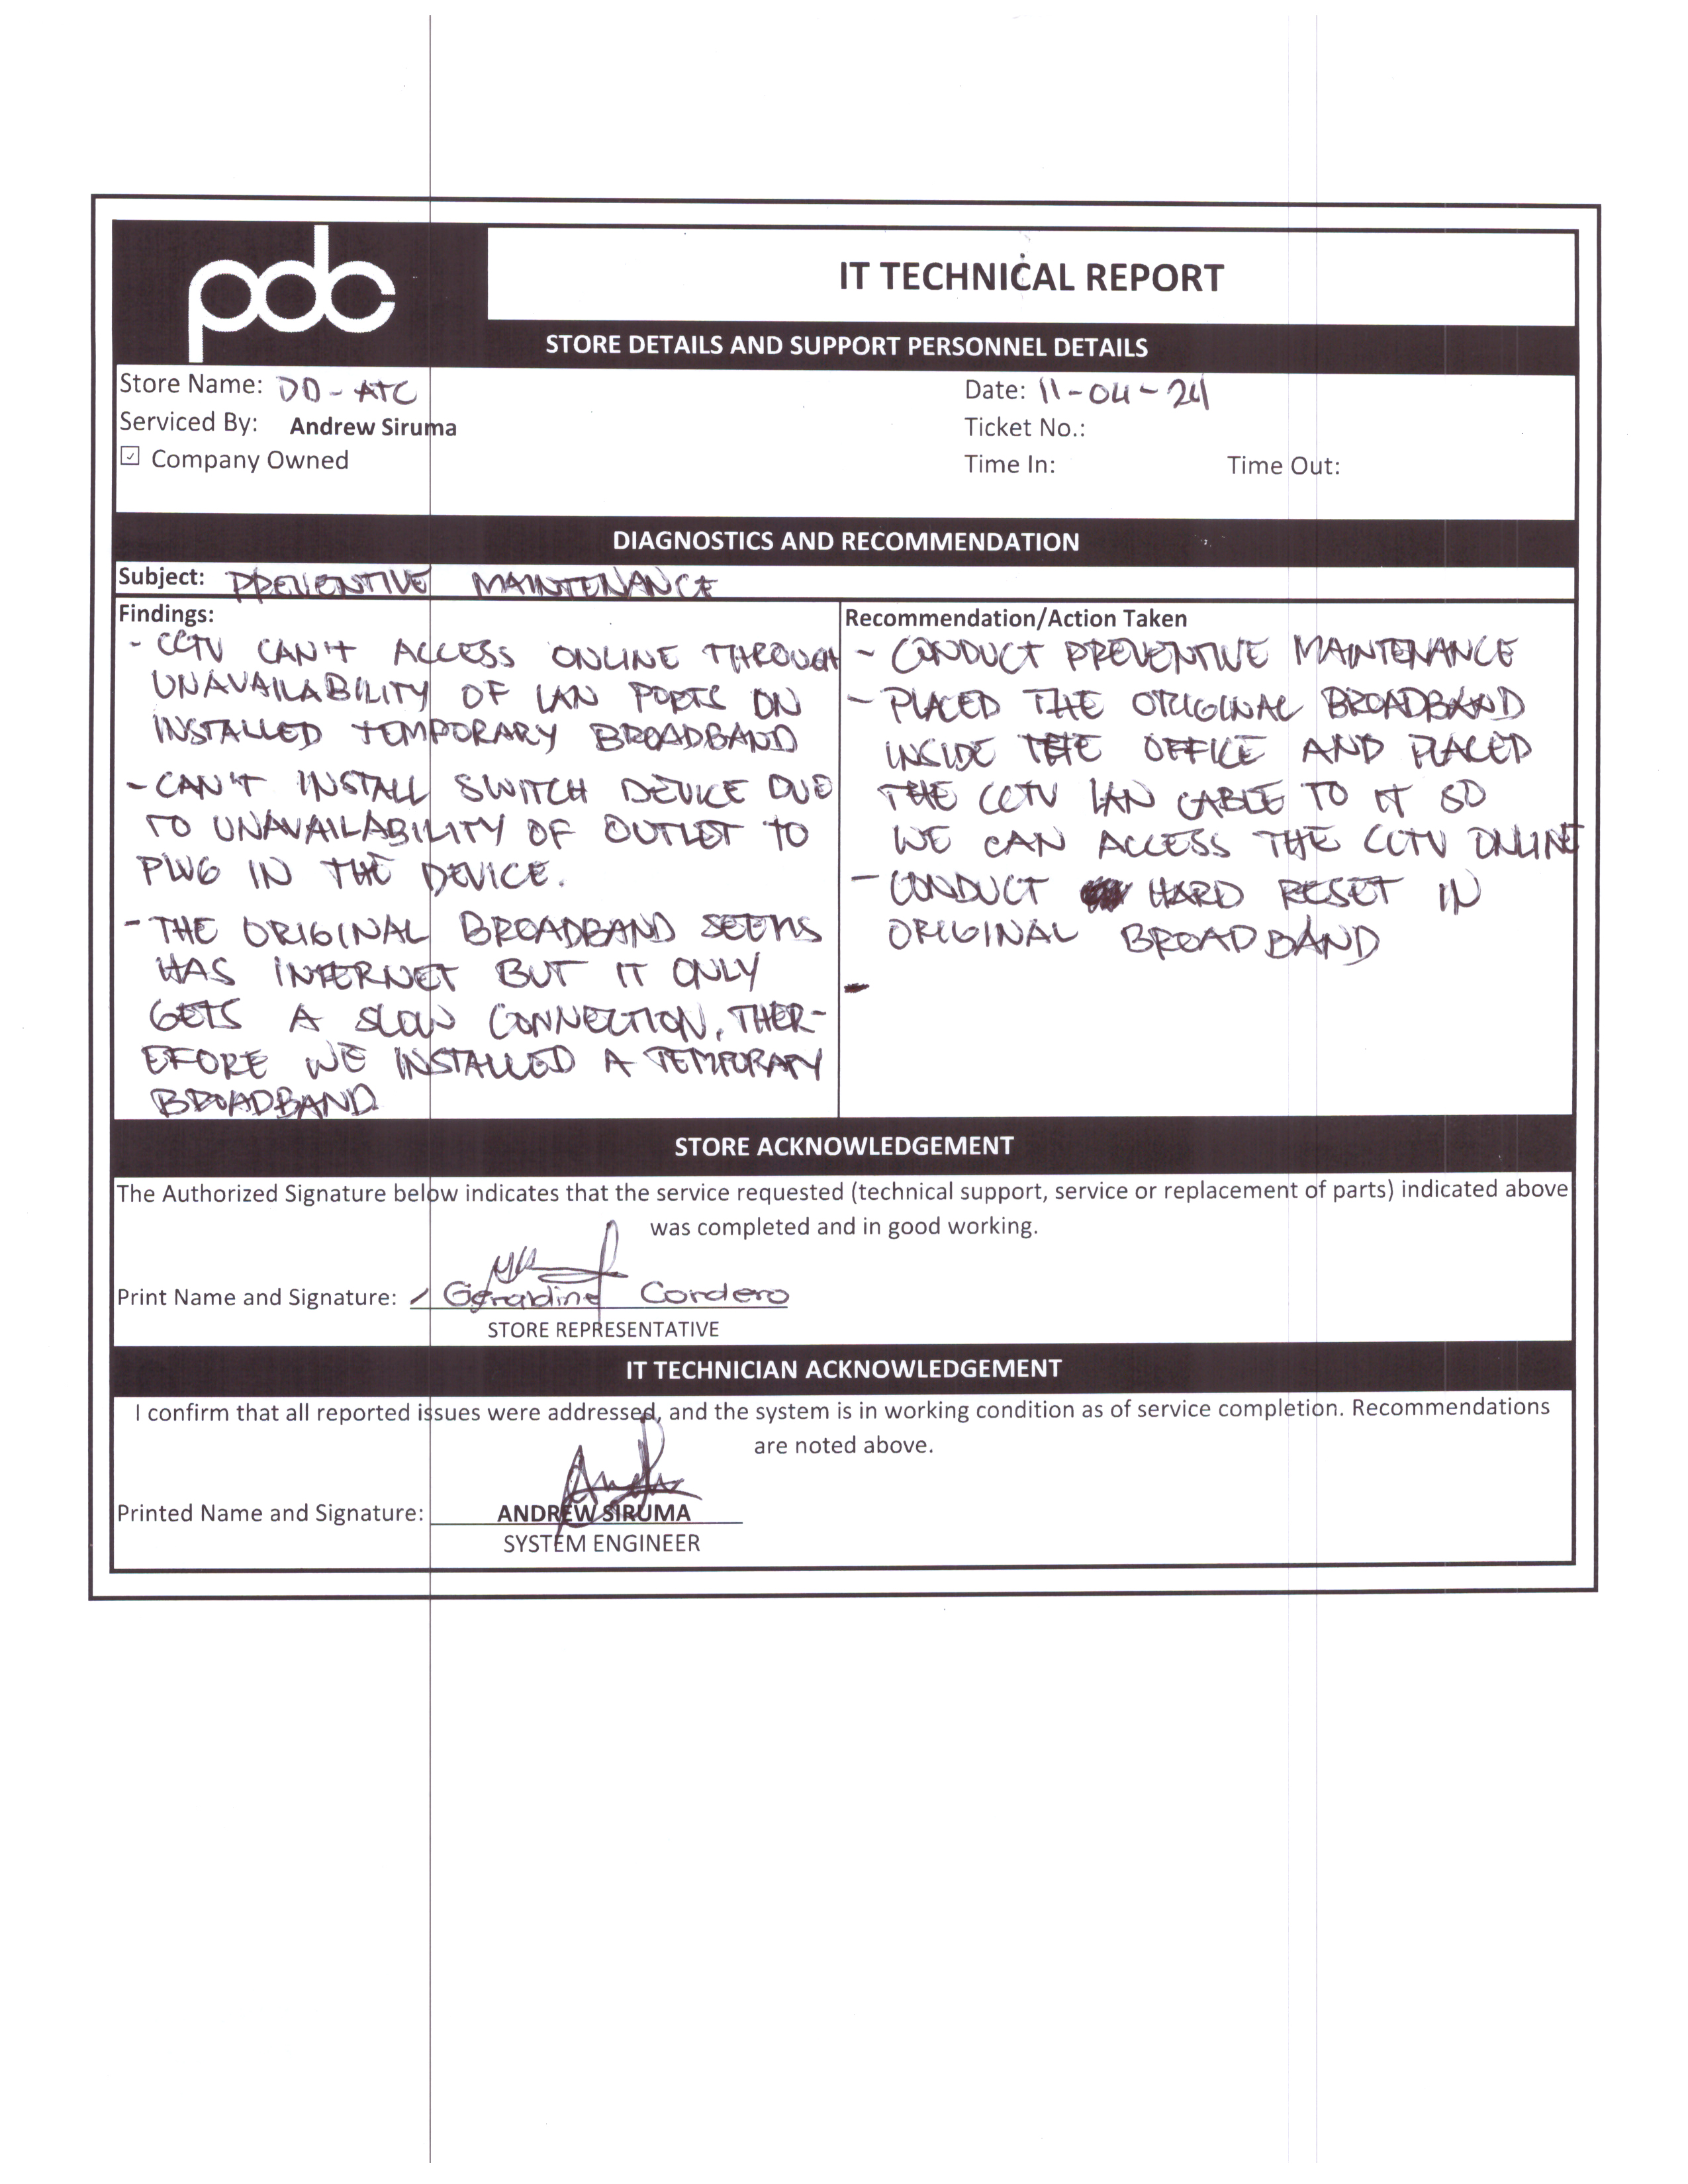 pdc
IT TECHNICAL REPORT
STORE DETAILS AND SUPPORT PERSONNEL DETAILS
Store Name: DD - ATC
Date: 11-04-24
Serviced By: Andrew Siruma
Ticket No.:
☑ Company Owned
Time In: Time Out:
DIAGNOSTICS AND RECOMMENDATION
Subject: PREVENTIVE MAINTENANCE
Findings:
- CCTV CAN'T ACCESS ONLINE THROUGH
UNAVAILABILITY OF LAN PORTS ON
INSTALLED TEMPORARY BROADBAND
- CAN'T INSTALL SWITCH DEVICE DUE
TO UNAVAILABILITY OF OUTLET TO
PLUG IN THE DEVICE.
- THE ORIGINAL BROADBAND SEEMS
HAS INTERNET BUT IT ONLY
GETS A SLOW CONNECTION, THER-
EFORE WE INSTALLED A TEMPORARY
BROADBAND
Recommendation/Action Taken
- CONDUCT PREVENTIVE MAINTENANCE
- PLACED THE ORIGINAL BROADBAND
INSIDE THE OFFICE AND PLACED
THE CCTV LAN CABLE TO IT SO
WE CAN ACCESS THE CCTV ONLINE
- CONDUCT HARD RESET IN
ORIGINAL BROADBAND
-
STORE ACKNOWLEDGEMENT
The Authorized Signature below indicates that the service requested (technical support, service or replacement of parts) indicated above
was completed and in good working.
Print Name and Signature: Geraldine Cordero
STORE REPRESENTATIVE
IT TECHNICIAN ACKNOWLEDGEMENT
I confirm that all reported issues were addressed, and the system is in working condition as of service completion. Recommendations
are noted above.
Printed Name and Signature: ANDREW SIRUMA
SYSTEM ENGINEER